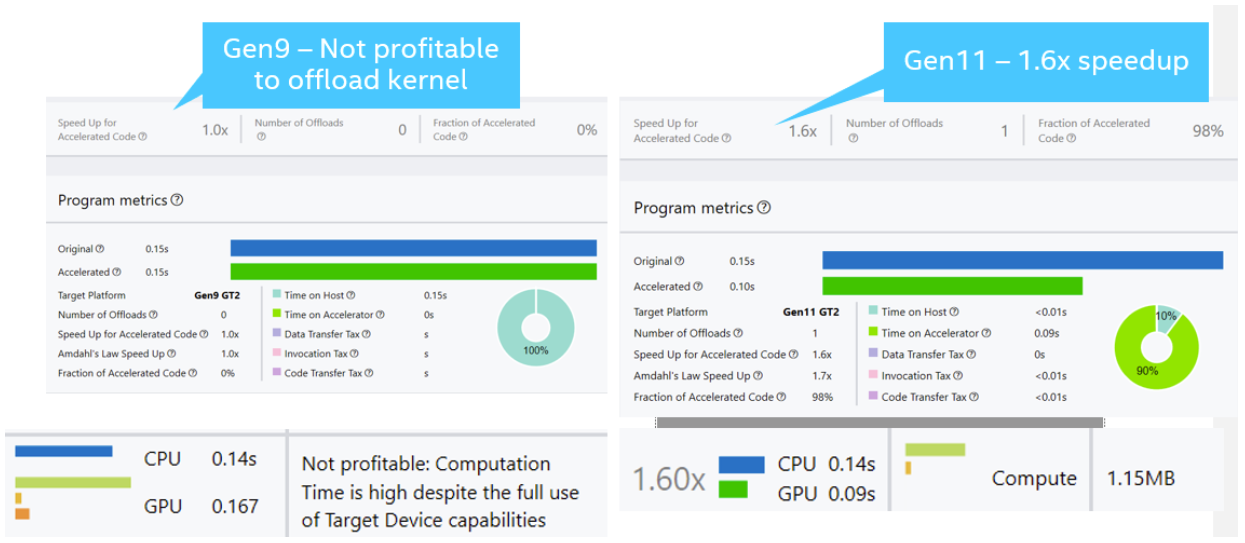 Gen9 – Not profitable
to offload kernel
Speed Up for
Accelerated Code
1.0x
Number of Offloads
0
Fraction of Accelerated
Code
0%
Program metrics
Original 0.15s
Accelerated 0.15s
Target Platform Gen9 GT2
Number of Offloads 0
Speed Up for Accelerated Code 1.0x
Amdahl's Law Speed Up 1.0x
Fraction of Accelerated Code 0%
Time on Host 0.15s
Time on Accelerator 0s
Data Transfer Tax s
Invocation Tax s
Code Transfer Tax s
100%
CPU 0.14s
GPU 0.167
Not profitable: Computation
Time is high despite the full use
of Target Device capabilities
Gen11 – 1.6x speedup
Speed Up for
Accelerated Code
1.6x
Number of Offloads
1
Fraction of Accelerated
Code
98%
Program metrics
Original 0.15s
Accelerated 0.10s
Target Platform Gen11 GT2
Number of Offloads 1
Speed Up for Accelerated Code 1.6x
Amdahl's Law Speed Up 1.7x
Fraction of Accelerated Code 98%
Time on Host <0.01s
Time on Accelerator 0.09s
Data Transfer Tax 0s
Invocation Tax <0.01s
Code Transfer Tax <0.01s
10%
90%
1.60x
CPU 0.14s
GPU 0.09s
Compute
1.15MB